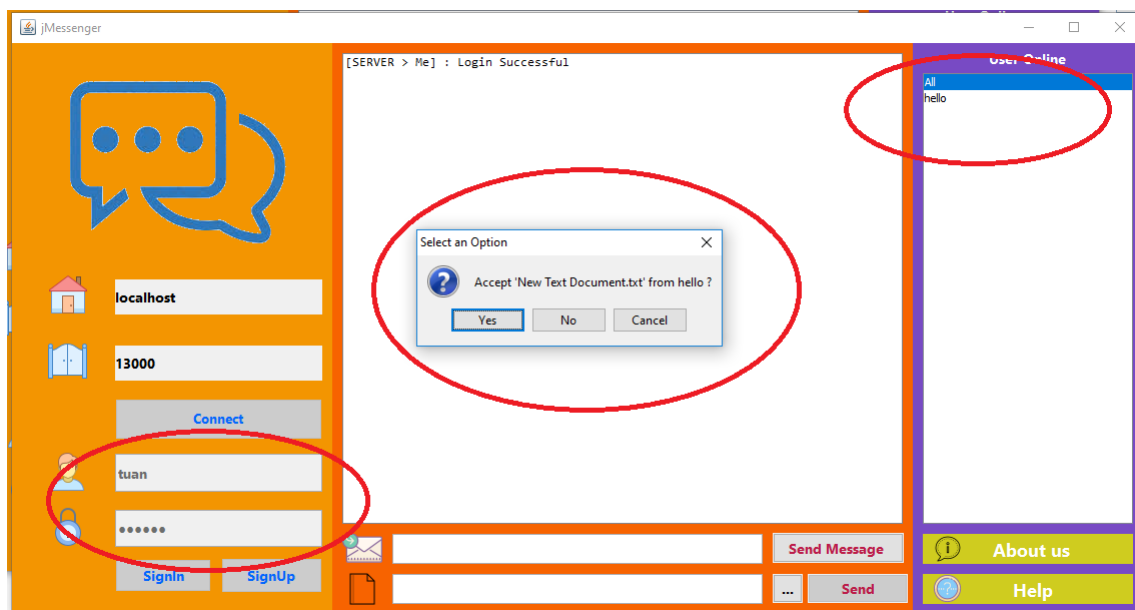 jMessenger
[SERVER > Me] : Login Successful
User Online
All
hello
Select an Option
Accept 'New Text Document.txt' from hello ?
Yes
No
Cancel
localhost
13000
Connect
tuan
••••••
SignIn
SignUp
Send Message
...
Send
About us
Help